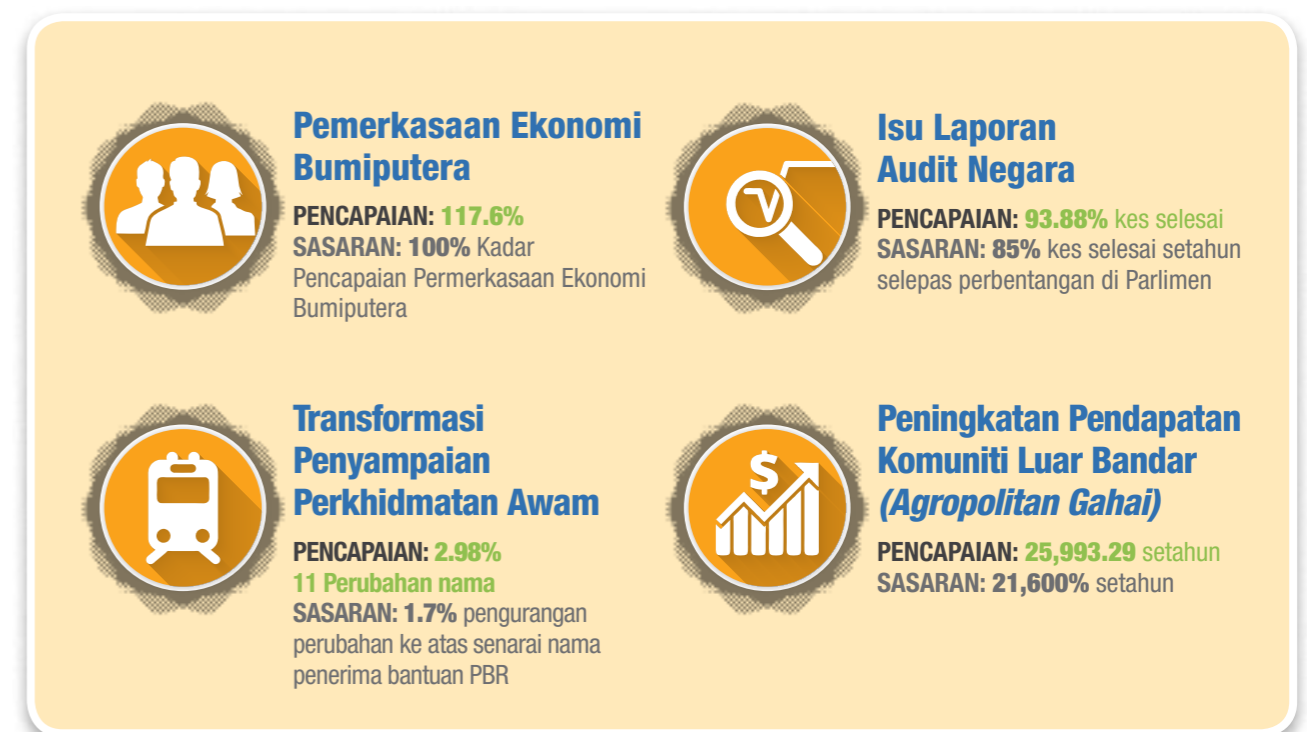 Pemerkasaan Ekonomi
Bumiputera
PENCAPAIAN: 117.6%
SASARAN: 100% Kadar
Pencapaian Permerkasaan Ekonomi
Bumiputera
Isu Laporan
Audit Negara
PENCAPAIAN: 93.88% kes selesai
SASARAN: 85% kes selesai setahun
selepas perbentangan di Parlimen
Transformasi
Penyampaian
Perkhidmatan Awam
PENCAPAIAN: 2.98%
11 Perubahan nama
SASARAN: 1.7% pengurangan
perubahan ke atas senarai nama
penerima bantuan PBR
$
Peningkatan Pendapatan
Komuniti Luar Bandar
(Agropolitan Gahai)
PENCAPAIAN: 25,993.29 setahun
SASARAN: 21,600% setahun